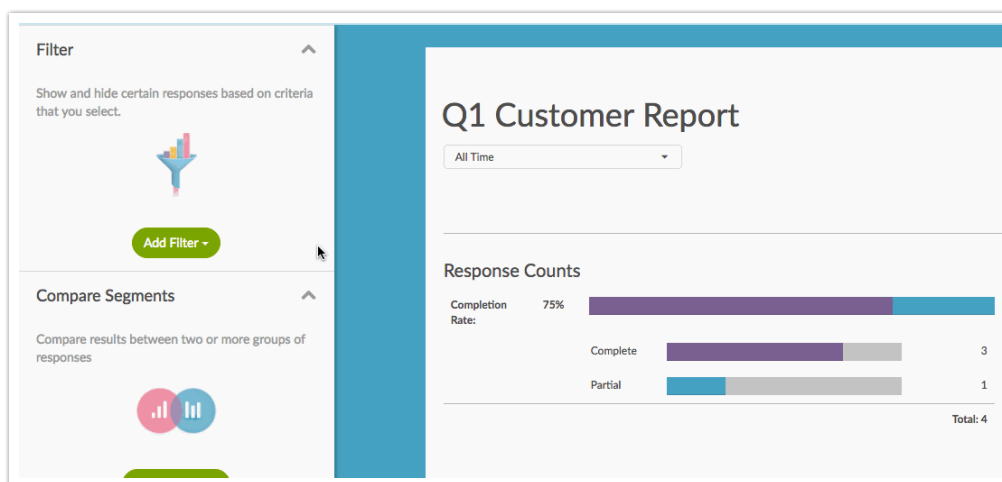 Filter
Show and hide certain responses based on criteria
that you select.
Add Filter
Compare Segments
Compare results between two or more groups of
responses
Q1 Customer Report
All Time
Response Counts
Completion 75%
Rate:
Complete 3
Partial 1
Total: 4